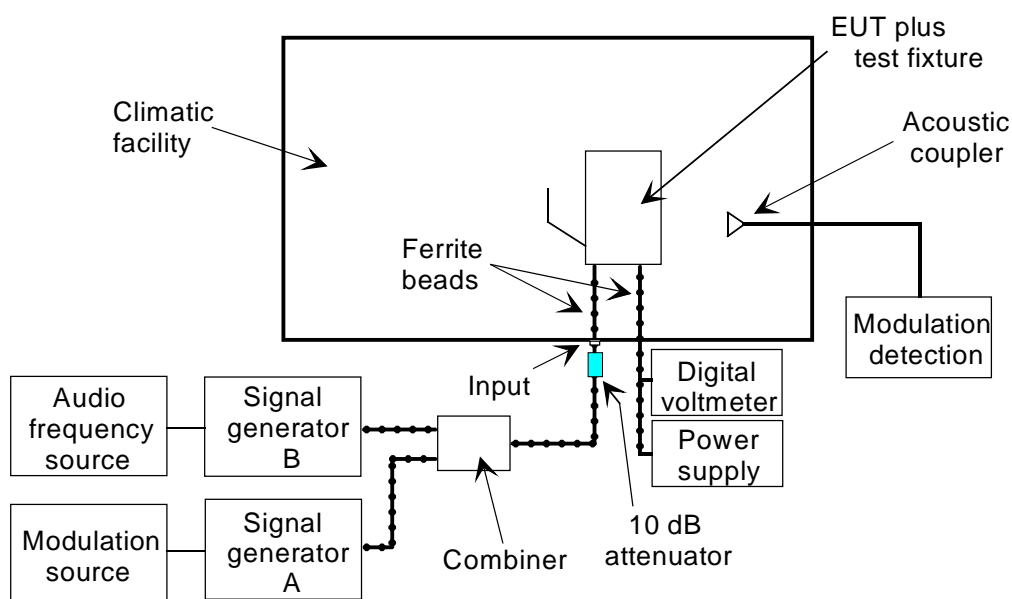 EUT plus
test fixture
Climatic
facility
Acoustic
coupler
Ferrite
beads
Modulation
detection
Input
Digital
voltmeter
Audio
frequency
source
Signal
generator
B
Power
supply
Modulation
source
Signal
generator
A
Combiner
10 dB
attenuator